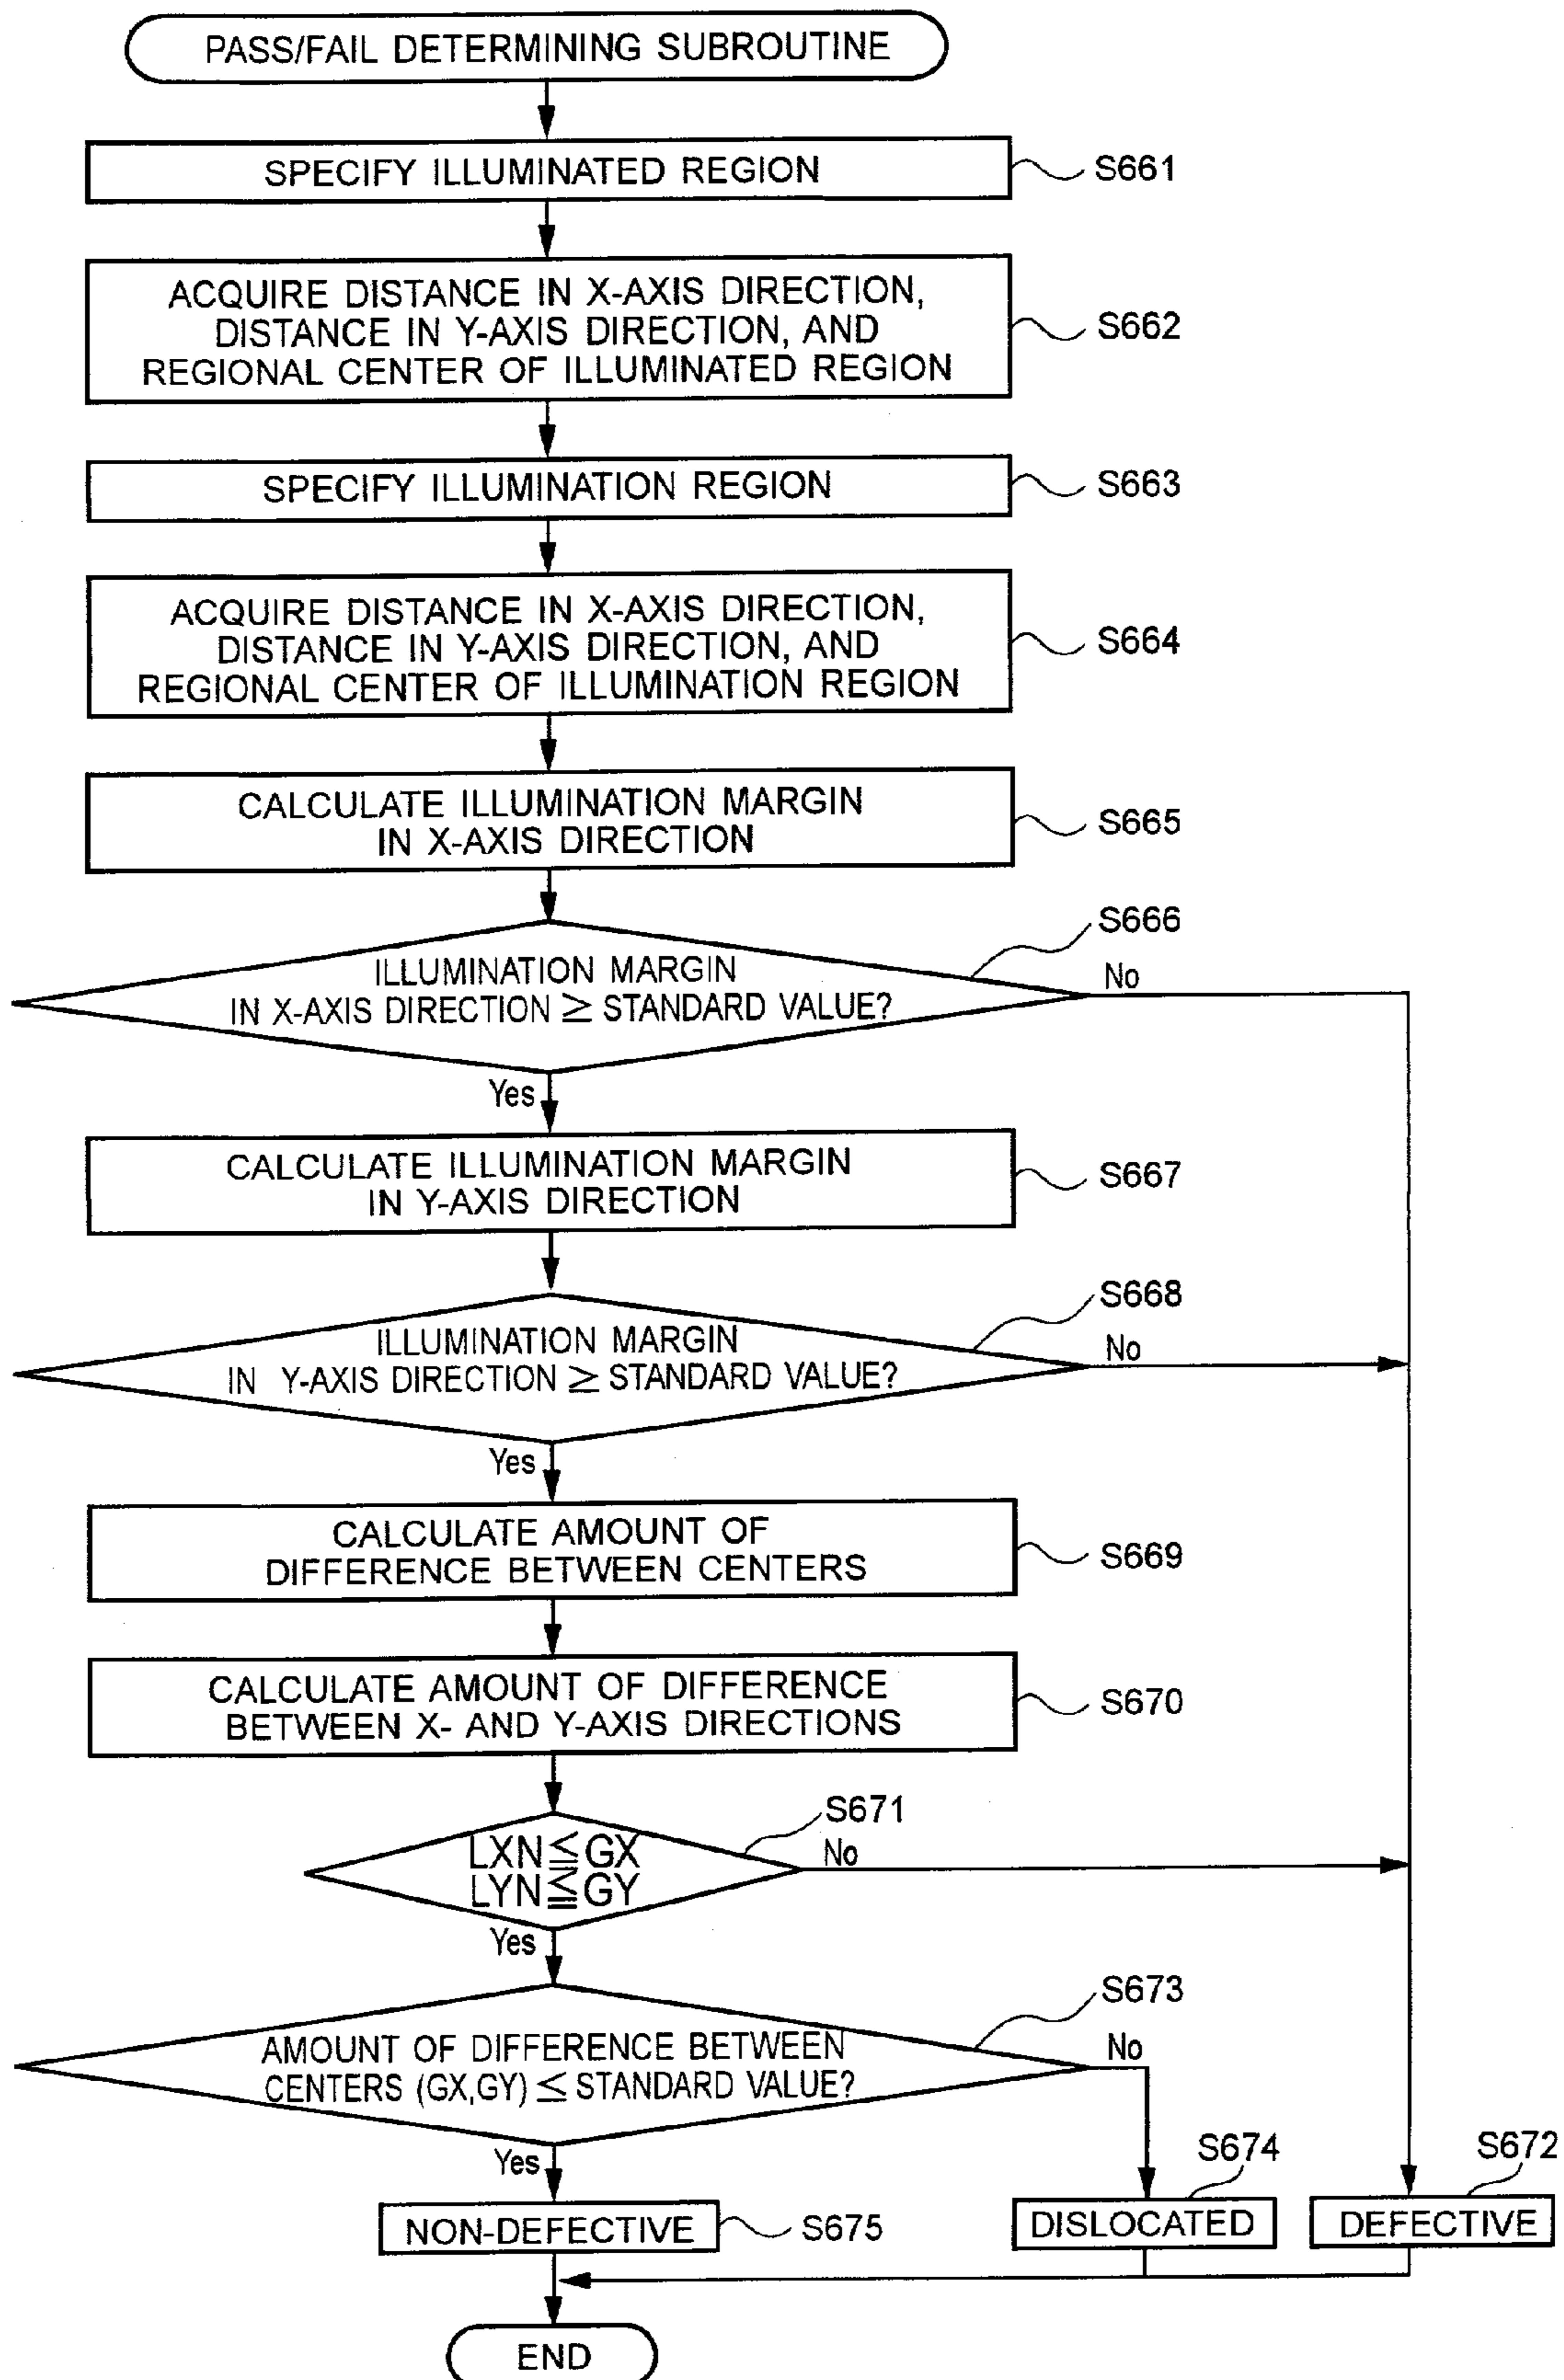 PASS/FAIL DETERMINING SUBROUTINE
SPECIFY ILLUMINATED REGION
S661
ACQUIRE DISTANCE IN X-AXIS DIRECTION,
DISTANCE IN Y-AXIS DIRECTION, AND
REGIONAL CENTER OF ILLUMINATED REGION
S662
SPECIFY ILLUMINATION REGION
S663
ACQUIRE DISTANCE IN X-AXIS DIRECTION,
DISTANCE IN Y-AXIS DIRECTION, AND
REGIONAL CENTER OF ILLUMINATION REGION
S664
CALCULATE ILLUMINATION MARGIN
IN X-AXIS DIRECTION
S665
S666
ILLUMINATION MARGIN
IN X-AXIS DIRECTION ≥ STANDARD VALUE?
No
Yes
CALCULATE ILLUMINATION MARGIN
IN Y-AXIS DIRECTION
S667
S668
ILLUMINATION MARGIN
IN Y-AXIS DIRECTION ≥ STANDARD VALUE?
No
Yes
CALCULATE AMOUNT OF
DIFFERENCE BETWEEN CENTERS
S669
CALCULATE AMOUNT OF DIFFERENCE
BETWEEN X- AND Y-AXIS DIRECTIONS
S670
S671
LXN≦GX
LYN≦GY
No
Yes
S673
AMOUNT OF DIFFERENCE BETWEEN
CENTERS (GX,GY) ≤ STANDARD VALUE?
No
Yes
S674
S672
NON-DEFECTIVE
S675
DISLOCATED
DEFECTIVE
END